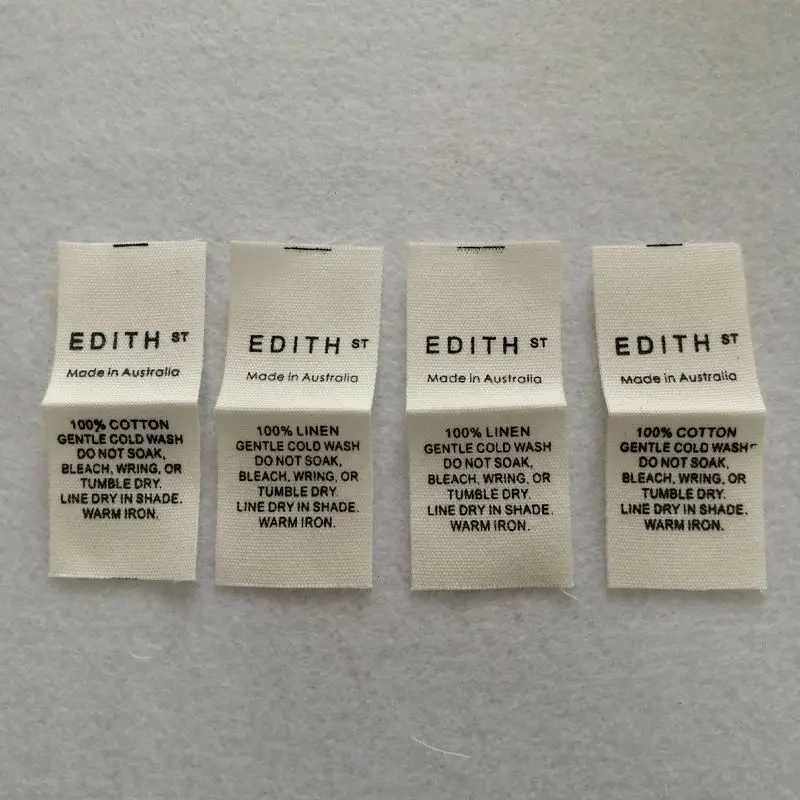 EDITH ST
Made in Australia
100% COTTON
GENTLE COLD WASH
DO NOT SOAK,
BLEACH, WRING, OR
TUMBLE DRY.
LINE DRY IN SHADE.
WARM IRON.
EDITH ST
Made in Australia
100% LINEN
GENTLE COLD WASH
DO NOT SOAK,
BLEACH, WRING, OR
TUMBLE DRY.
LINE DRY IN SHADE.
WARM IRON.
EDITH ST
Made in Australia
100% LINEN
GENTLE COLD WASH
DO NOT SOAK,
BLEACH, WRING, OR
TUMBLE DRY.
LINE DRY IN SHADE.
WARM IRON.
EDITH ST
Made in Australia
100% COTTON
GENTLE COLD WASH
DO NOT SOAK,
BLEACH, WRING, OR
TUMBLE DRY.
LINE DRY IN SHADE.
WARM IRON.